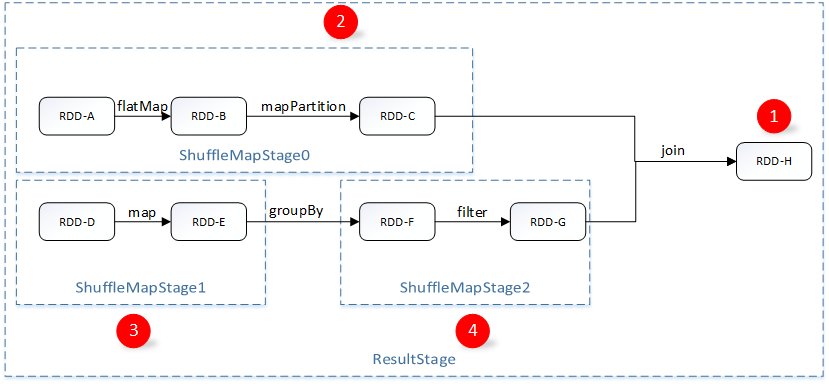 2
flatMap
mapPartition
RDD-A
RDD-B
RDD-C
1
ShuffleMapStage0
join
RDD-H
map
groupBy
filter
RDD-D
RDD-E
RDD-F
RDD-G
ShuffleMapStage1
ShuffleMapStage2
3
4
ResultStage